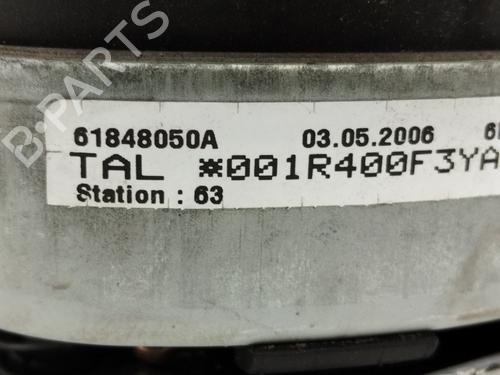 B-PARTS
61848050A 03.05.2006
TAL *001R400F3YA
Station : 63